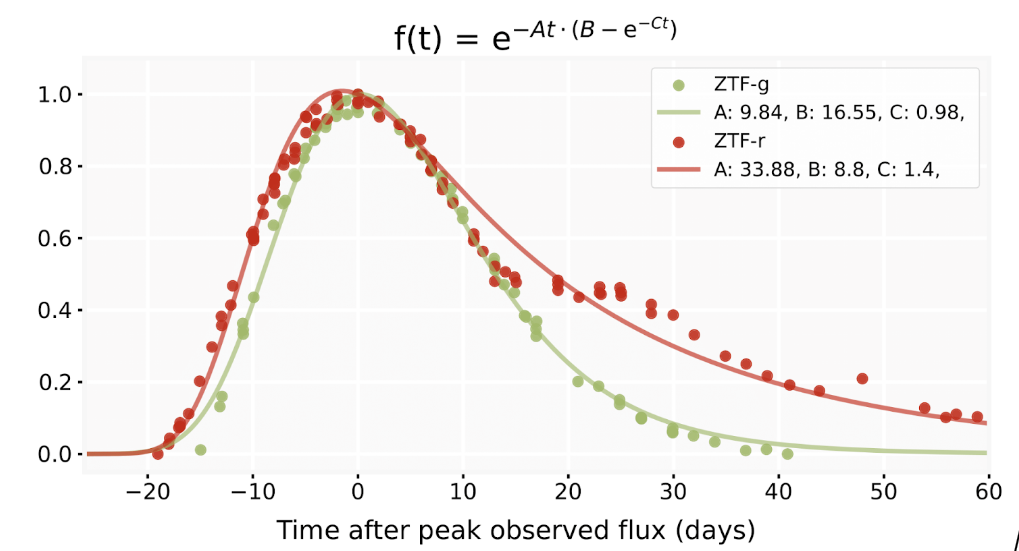 f(t) = e^{−At·(B − e^{−Ct})}
ZTF-g
A: 9.84, B: 16.55, C: 0.98,
ZTF-r
A: 33.88, B: 8.8, C: 1.4,
1.0
0.8
0.6
0.4
0.2
0.0
−20 −10 0 10 20 30 40 50 60
Time after peak observed flux (days)